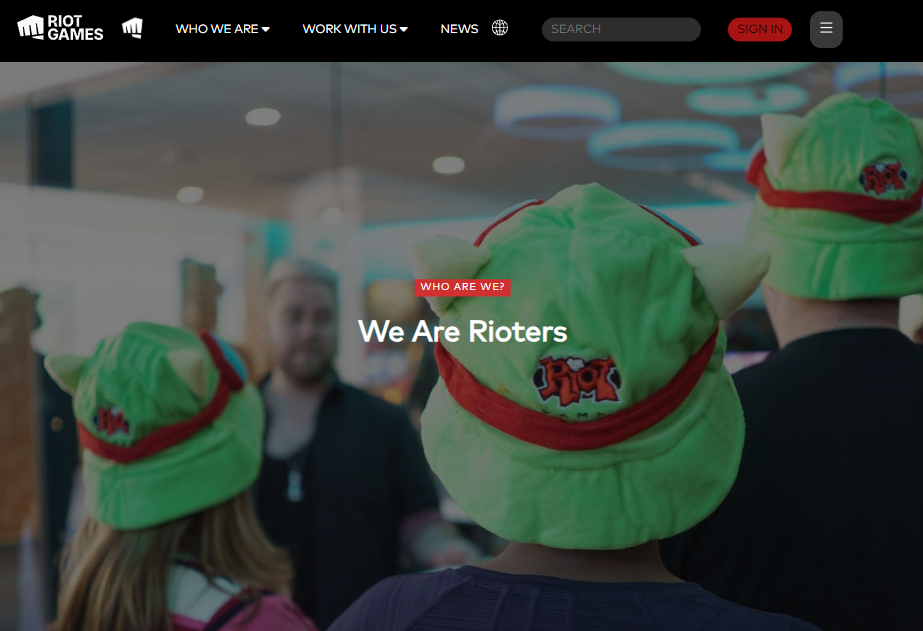 RIOT
GAMES
WHO WE ARE
WORK WITH US
NEWS
SEARCH
SIGN IN
WHO ARE WE?
We Are Rioters
RIOT
RIOT
GAMES
RIOT